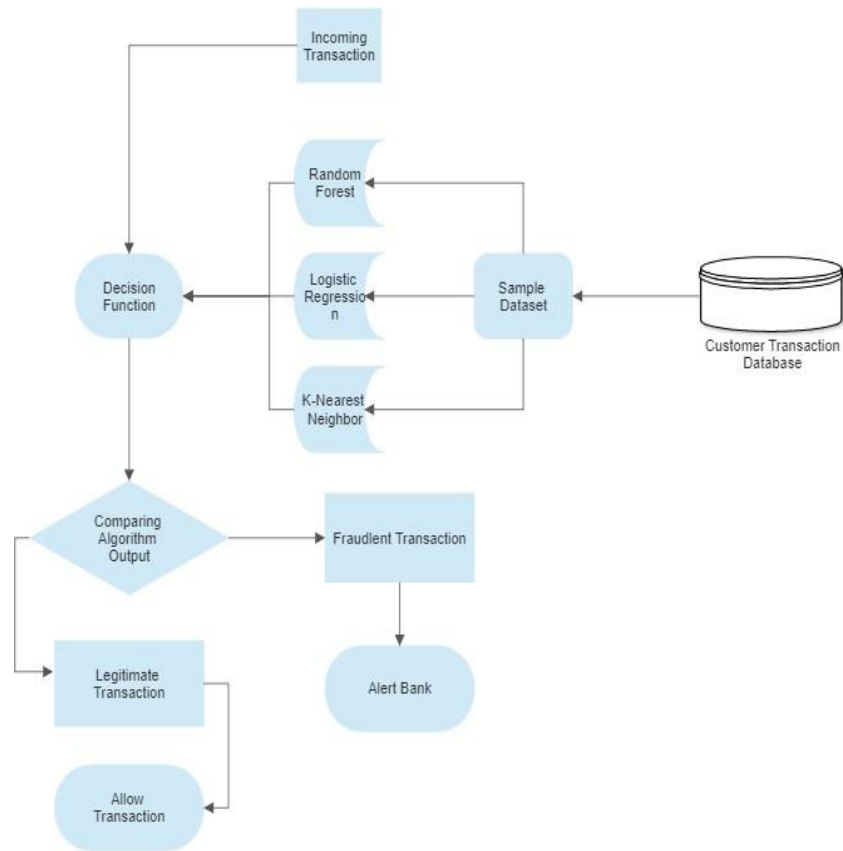 Incoming
Transaction
Random
Forest
Decision
Function
Logistic
Regressio
n
Sample
Dataset
Customer Transaction
Database
K-Nearest
Neighbor
Comparing
Algorithm
Output
Fraudlent Transaction
Legitimate
Transaction
Alert Bank
Allow
Transaction